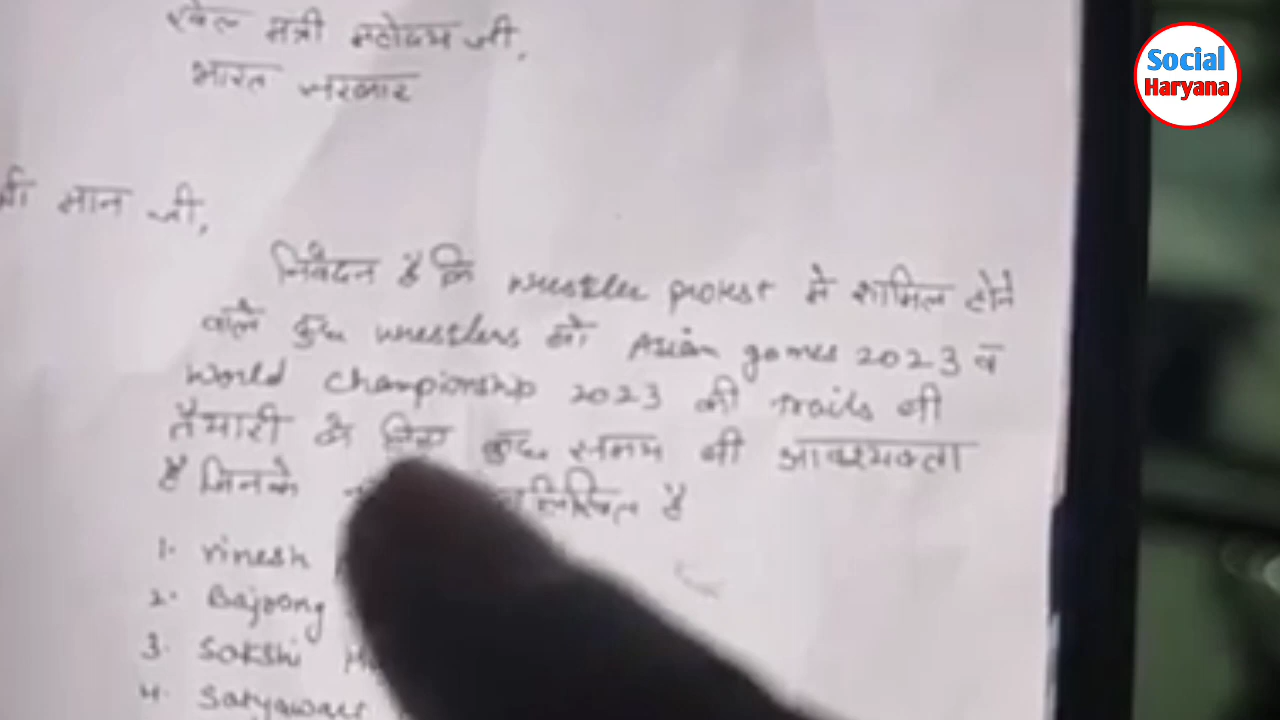 खेल मंत्री महोदय जी,
भारत सरकार
श्री मान जी,
निवेदन है कि wrestler protest मे शामिल होने
वाले कुछ wrestlers को Asian games 2023 व
World Championship 2023 की trails की
तैयारी के लिए कुछ समय की आवश्यकता
है जिनके लिखित है
1. Vinesh
2. Bajrang
3. Sakshi
4. Satyawart
Social
Haryana